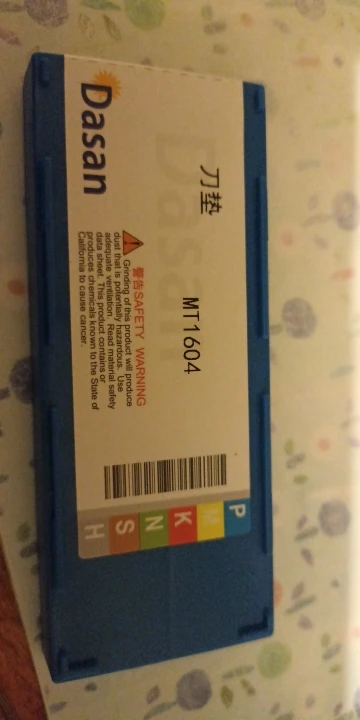 Dasan
刀垫
MT1604
警告SAFETY WARNING
Grinding of this product will produce
dust that is potentially hazardous. Use
adequate ventilation. Read material safety
data sheet. This product contains or
produces chemicals known to the State of
California to cause cancer.
P
M
K
N
S
H